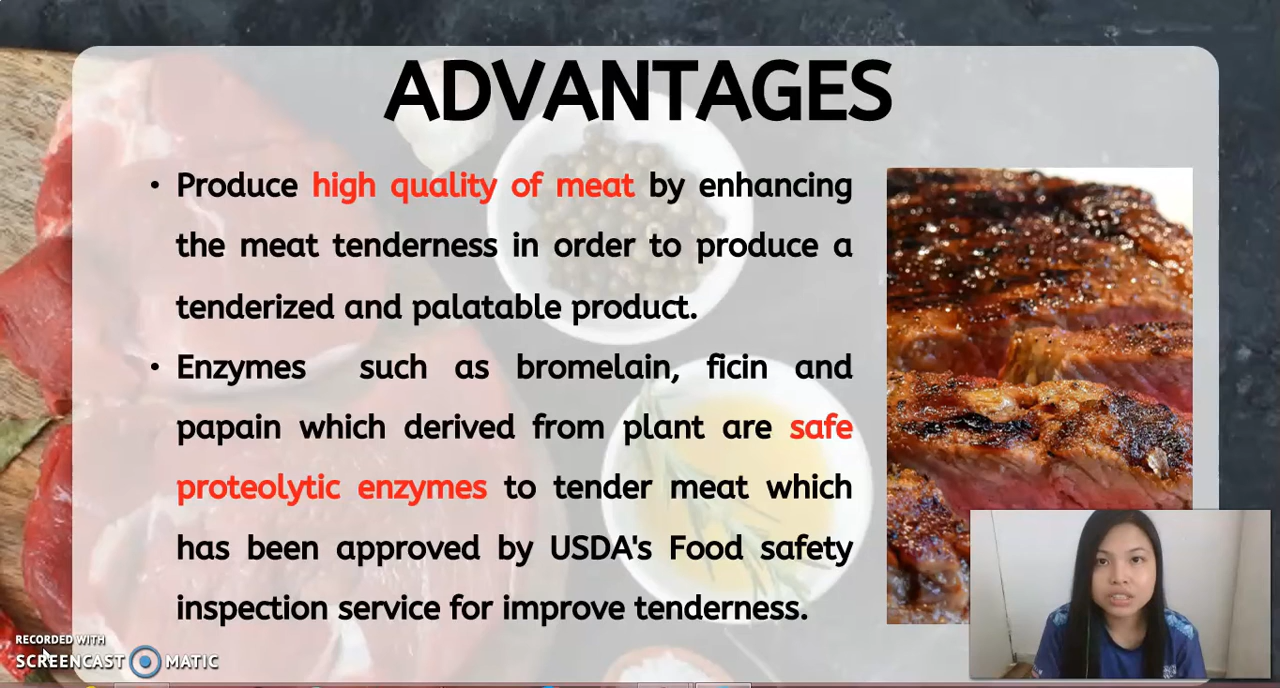 ADVANTAGES
• Produce high quality of meat by enhancing
the meat tenderness in order to produce a
tenderized and palatable product.
• Enzymes such as bromelain, ficin and
papain which derived from plant are safe
proteolytic enzymes to tender meat which
has been approved by USDA's Food safety
inspection service for improve tenderness.
RECORDED WITH
SCREENCAST MATIC